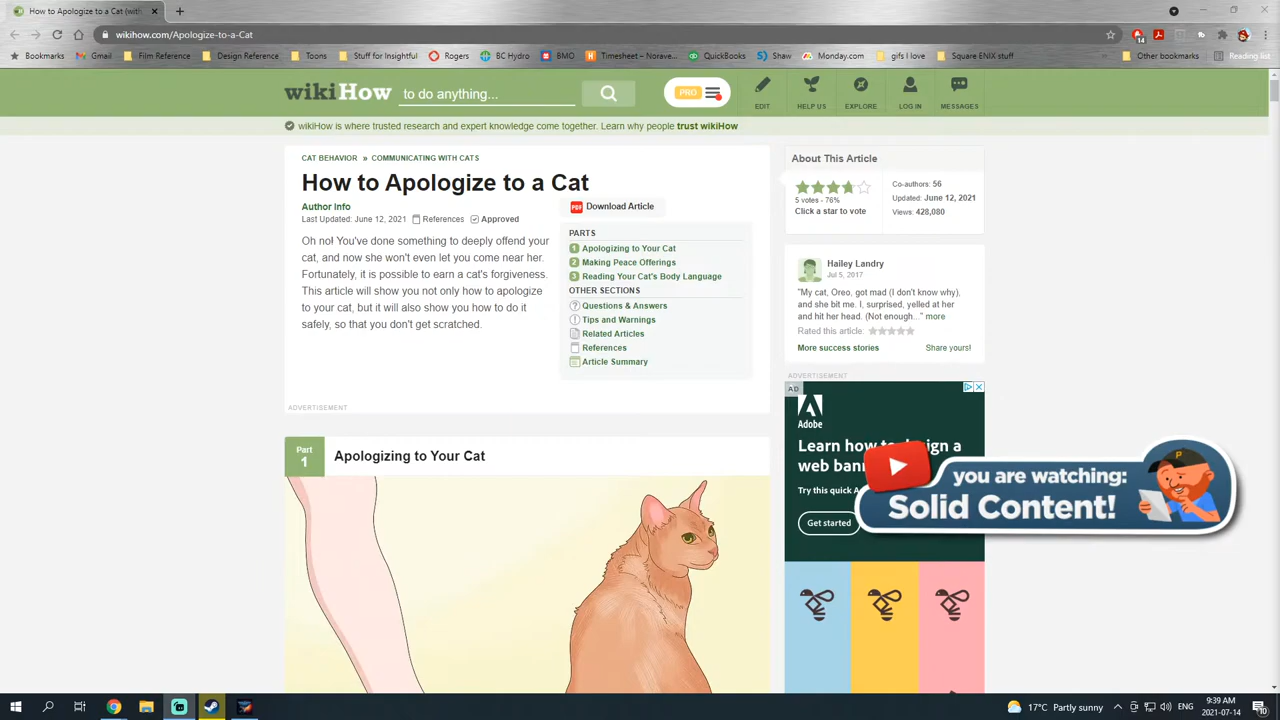 Make a Cat (with
wikihow.com/Apologize-to-a-Cat
14
Bookmarks
My Drive - Google...
Design Reference
Toons
Stuff for Insightful
Rogers
BC Hydro
BMO
Timesheet – Norave...
QuickBooks
Shaw
Monday.com
gifs I love
Square ENIX stuff
Reading list
wikiHow
to do anything...
PRO
EDIT
HELP US
EXPLORE
LOG IN
MESSAGES
wikiHow is where trusted research and expert knowledge come together. Learn why people trust wikiHow
CAT BEHAVIOR » COMMUNICATING WITH CATS
How to Apologize to a Cat
Author Info
Last Updated: June 12, 2021 References Approved
Oh no! You've done something to deeply offend your
cat, and now she won't even let you come near her.
Fortunately, it is possible to earn a cat's forgiveness.
This article will show you not only how to apologize
to your cat, but it will also show you how to do it
safely, so that you don't get scratched.
PDF Download Article
PARTS
1 Apologizing to Your Cat
2 Making Peace Offerings
3 Reading Your Cat's Body Language
OTHER SECTIONS
Questions & Answers
Tips and Warnings
Related Articles
References
Article Summary
ADVERTISEMENT
Part
1
Apologizing to Your Cat
About This Article
5 votes - 76%
Click a star to vote
Co-authors: 56
Updated: June 12, 2021
Views: 428,080
Hailey Landry
Jul 5, 2017
"My cat, Oreo, got mad (I don't know why),
and she bit me. I, surprised, yelled at her
and hit her head. (Not enough..." more
Rated this article:
More success stories
Share yours!
ADVERTISEMENT
AD
Adobe
Learn how to design a
web ban
Try this quick A
Get started
you are watching:
Solid Content!
P
17°C Partly sunny
ENG
9:39 AM
2021-07-14
10